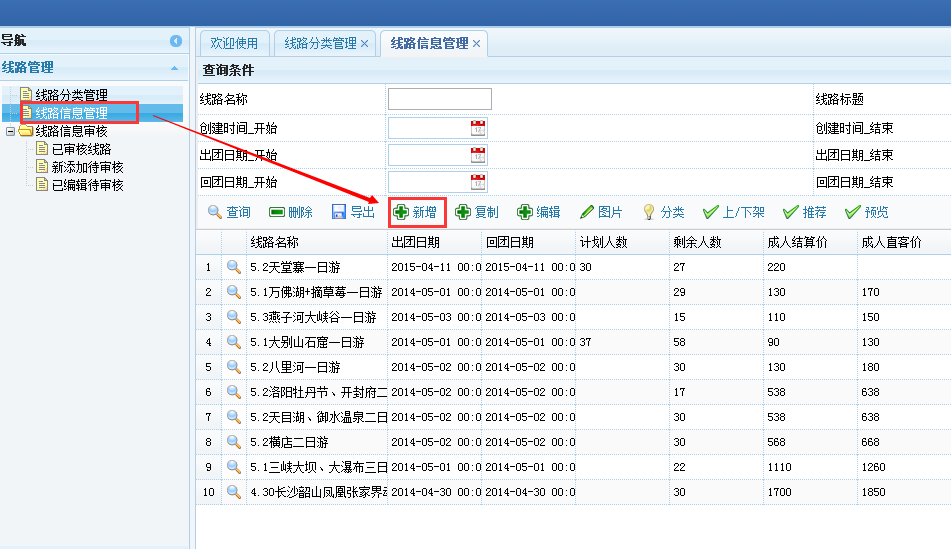 导航
线路管理
线路分类管理
线路信息管理
线路信息审核
已审核线路
新添加待审核
已编辑待审核
欢迎使用 线路分类管理 线路信息管理
查询条件
线路名称 线路标题
创建时间_开始 创建时间_结束
出团日期_开始 出团日期_结束
回团日期_开始 回团日期_结束
查询 删除 导出 新增 复制 编辑 图片 分类 上/下架 推荐 预览
线路名称 出团日期 回团日期 计划人数 剩余人数 成人结算价 成人直客价
1 5.2天堂寨一日游 2015-04-11 00:0 2015-04-11 00:0 30 27 220
2 5.1万佛湖+摘草莓一日游 2014-05-01 00:0 2014-05-01 00:0 29 130 170
3 5.3燕子河大峡谷一日游 2014-05-03 00:0 2014-05-03 00:0 15 110 150
4 5.1大别山石窟一日游 2014-05-01 00:0 2014-05-01 00:0 37 58 90 130
5 5.2八里河一日游 2014-05-02 00:0 2014-05-02 00:0 30 130 180
6 5.2洛阳牡丹节、开封府二 2014-05-02 00:0 2014-05-02 00:0 17 538 638
7 5.2天目湖、御水温泉二日 2014-05-02 00:0 2014-05-02 00:0 30 538 638
8 5.2横店二日游 2014-05-02 00:0 2014-05-02 00:0 30 568 668
9 5.1三峡大坝、大瀑布三日 2014-05-01 00:0 2014-05-01 00:0 22 1110 1260
10 4.30长沙韶山凤凰张家界 2014-04-30 00:0 2014-04-30 00:0 30 1700 1850